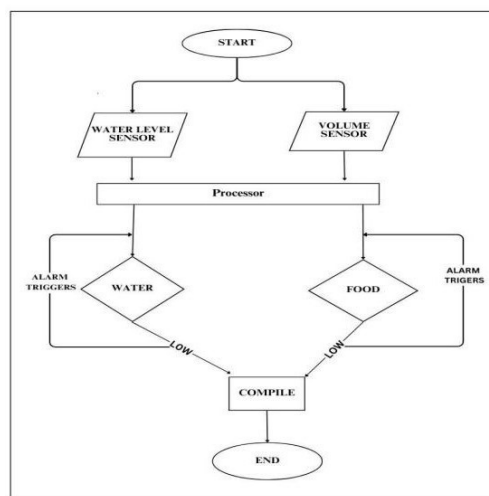 START
WATER LEVEL
SENSOR
VOLUME
SENSOR
Processor
ALARM
TRIGGERS
WATER
FOOD
ALARM
TRIGERS
LOW
LOW
COMPILE
END